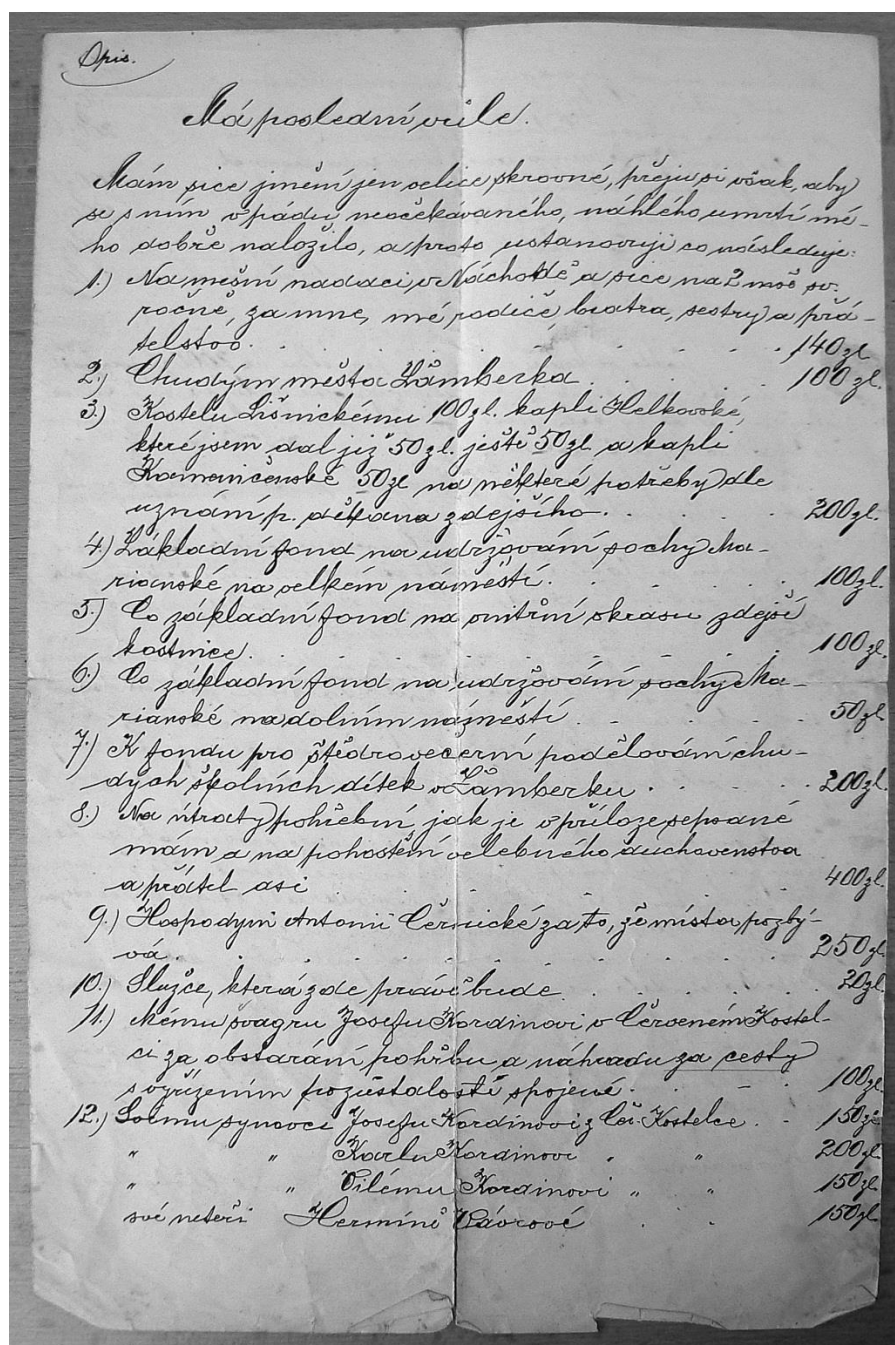 Opis.
Má poslední vůle.
Mám sice jmění jen velice skrovné, přeju si však, aby
se s ním v pádu neočekávaného, náhlého umrtí mé-
ho dobře naložilo, a proto ustanovuji co následuje:
1.) Na mešní nadaci v Náchodě a sice na 2 mše sv.
ročně, za mne, mé rodiče, bratra, sestry a přá-
telstvo. 140 zl.
2.) Chudým města Žamberka 100 zl.
3.) Kostelu Lišnickému 100 zl. kapli Helkovské,
které jsem dal již 50 zl. ještě 50 zl. a kapli
Kameničenské 50 zl na některé potřeby dle
uznání p. děkana zdejšího. 200 zl.
4.) Základní fond na udržování sochy Ma-
rianské na velkém náměstí. 100 zl.
5.) Co základní fond na vnitřní okrasu zdejší
kostnice. 100 zl.
6.) Co základní fond na udržování sochy Ma-
rianské na dolním náměstí. 50 zl.
7.) K fondu pro štědrovečerní podělování chu-
dých školních dítek v Žamberku. 200 zl.
8.) Na útraty pohřební, jak je v příloze sepsané
mám a na pohostění velebného duchovenstva
a přátel asi 400 zl.
9.) Hospodyni Antonii Černické za to, že místa pozbý-
vá. 250 zl.
10.) Služce, která zde právě bude 20 zl.
11.) Mému svagru Josefu Kordinovi v Červeném Kostel-
ci za obstarání pohřbu a náhradu za cesty
s vyřízením pozůstalosti spojené. 100 zl.
12.) Svému synovci Josefu Kordinovi z Čer. Kostelce. 150 zl.
" " Karlu Kordinovi " " 200 zl.
" " Vilému Kordinovi " " 150 zl.
své neteři Hermíně Vávrové 150 zl.